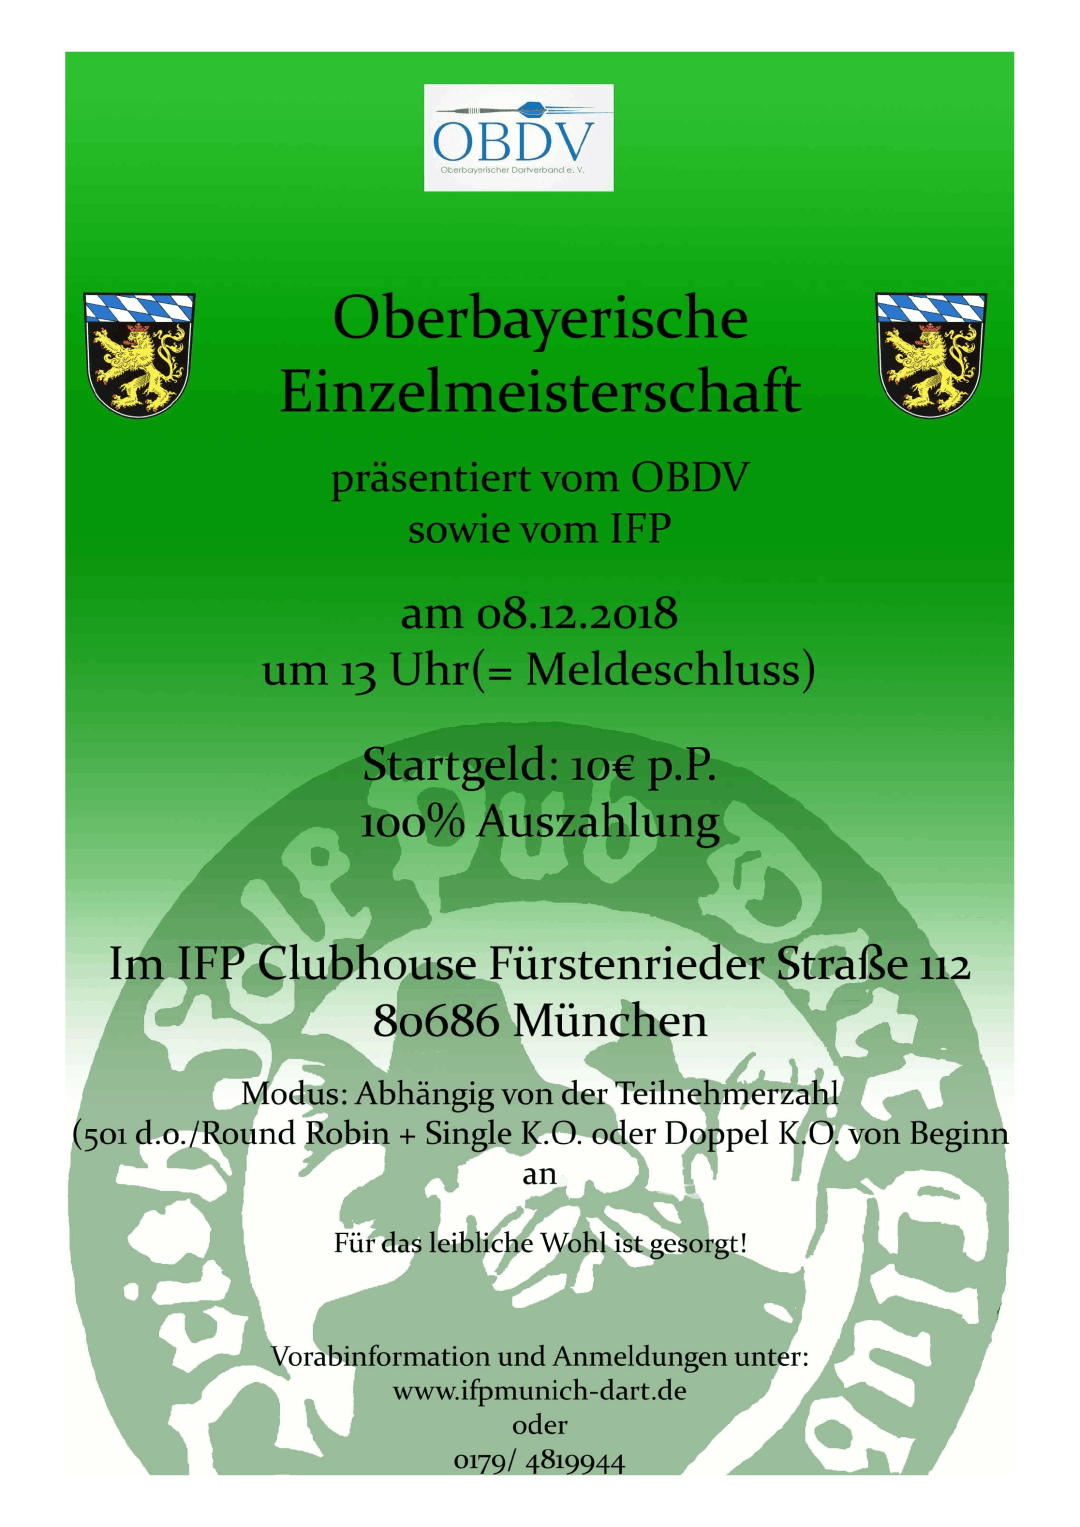 OBDV
Oberbayerischer Dartverband e. V.
Oberbayerische
Einzelmeisterschaft
präsentiert vom OBDV
sowie vom IFP
am 08.12.2018
um 13 Uhr(= Meldeschluss)
Startgeld: 10€ p.P.
100% Auszahlung
Im IFP Clubhouse Fürstenrieder Straße 112
80686 München
Modus: Abhängig von der Teilnehmerzahl
(501 d.o./Round Robin + Single K.O. oder Doppel K.O. von Beginn
an
Für das leibliche Wohl ist gesorgt!
Vorabinformation und Anmeldungen unter:
www.ifpmunich-dart.de
oder
0179/ 4819944